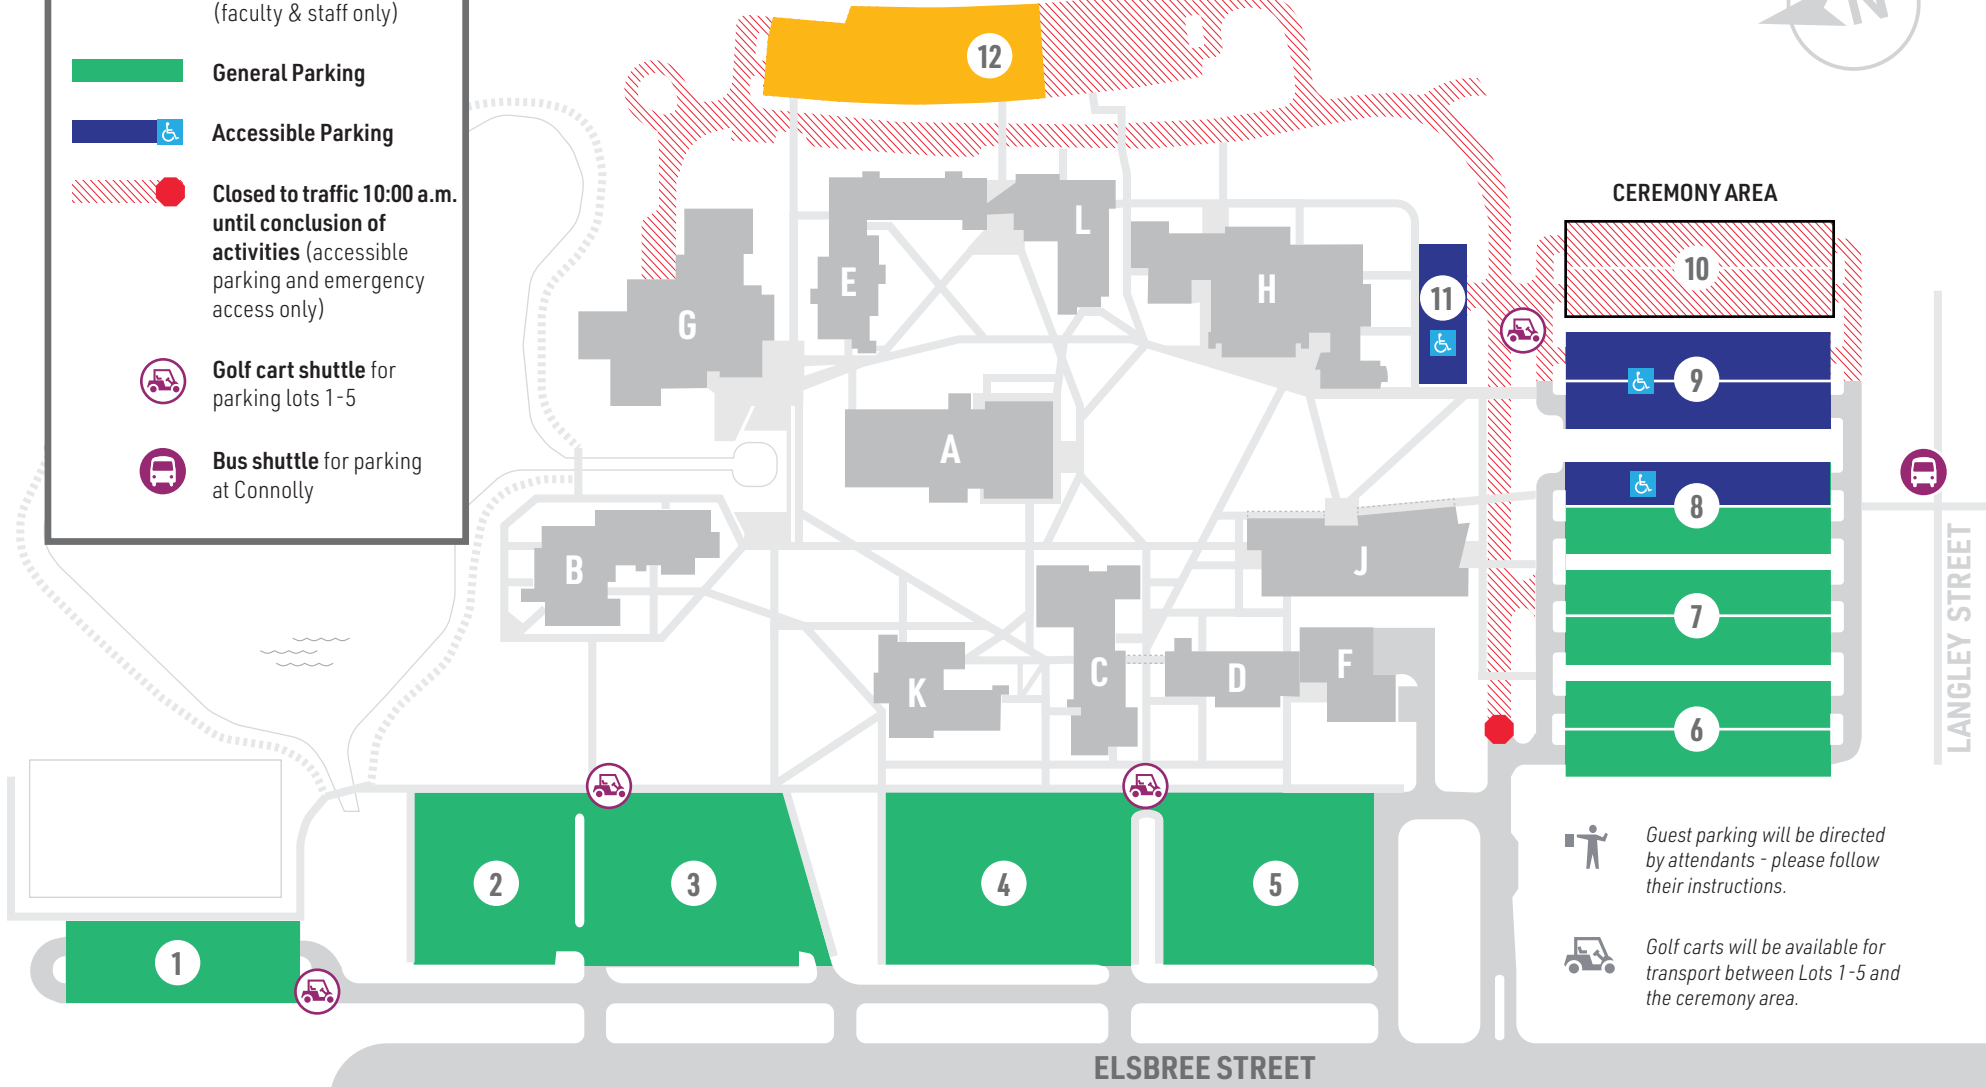 (faculty & staff only)
General Parking
Accessible Parking
Closed to traffic 10:00 a.m.
until conclusion of
activities (accessible
parking and emergency
access only)
Golf cart shuttle for
parking lots 1-5
Bus shuttle for parking
at Connolly
N
12
CEREMONY AREA
L
E
H
G
10
11
9
A
8
J
B
7
LANGLEY STREET
F
C
D
K
6
2
3
4
5
1
Guest parking will be directed
by attendants - please follow
their instructions.
Golf carts will be available for
transport between Lots 1-5 and
the ceremony area.
ELSBREE STREET